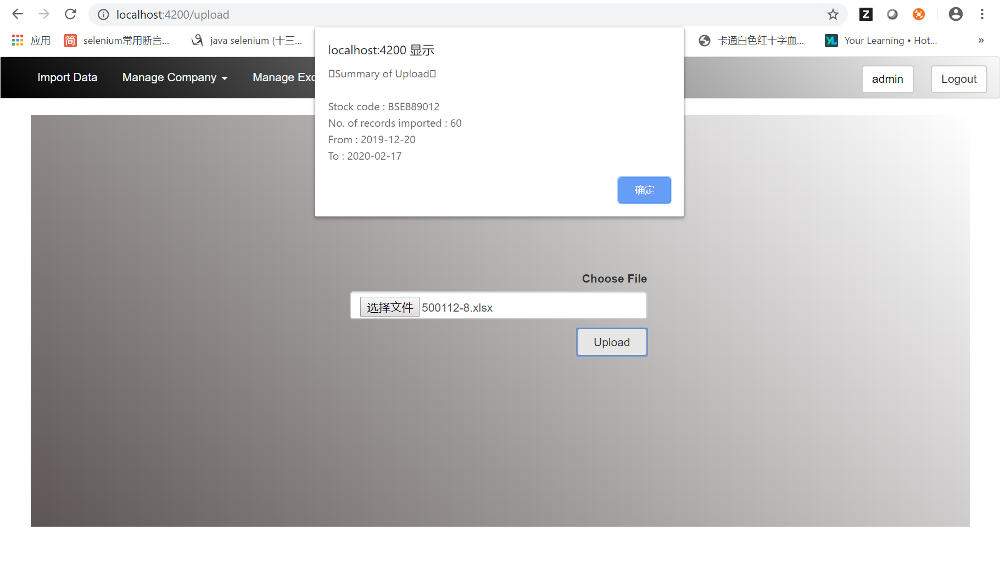 localhost:4200/upload
应用
简
selenium常用断言...
java selenium (十三...
卡通白色红十字血...
YL
Your Learning • Hot...
»
Z
localhost:4200 显示
Summary of Upload
Stock code : BSE889012
No. of records imported : 60
From : 2019-12-20
To : 2020-02-17
确定
Import Data
Manage Company
Manage Exc
admin
Logout
Choose File
选择文件 500112-8.xlsx
Upload